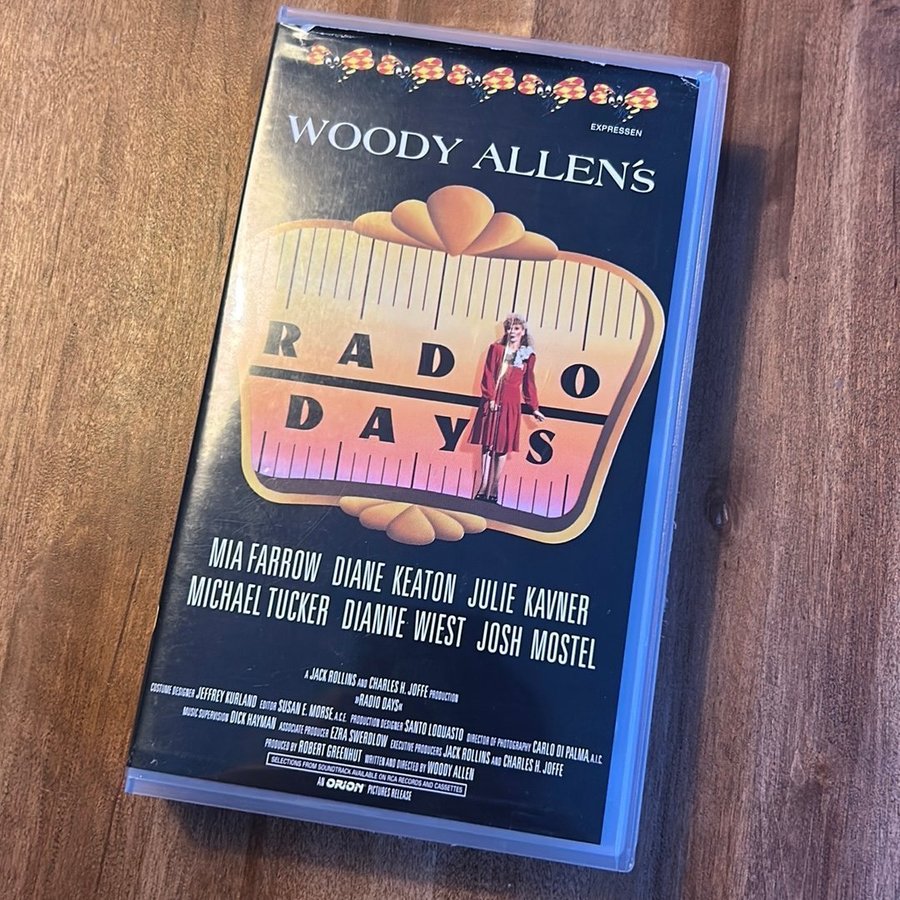 EXPRESSEN
WOODY ALLEN'S
RADIO
DAYS
MIA FARROW DIANE KEATON JULIE KAVNER
MICHAEL TUCKER DIANNE WIEST JOSH MOSTEL
A JACK ROLLINS AND CHARLES H. JOFFE PRODUCTION
»RADIO DAYS«
COSTUME DESIGNER JEFFREY KURLAND EDITOR SUSAN E. MORSE, A.C.E. PRODUCTION DESIGNER SANTO LOQUASTO DIRECTOR OF PHOTOGRAPHY CARLO DI PALMA, A.I.C.
MUSIC SUPERVISION DICK HAYMAN ASSOCIATE PRODUCER EZRA SWERDLOW EXECUTIVE PRODUCERS JACK ROLLINS AND CHARLES H. JOFFE
PRODUCED BY ROBERT GREENHUT WRITTEN AND DIRECTED BY WOODY ALLEN
SELECTIONS FROM SOUNDTRACK AVAILABLE ON RCA RECORDS AND CASSETTES
AN ORION PICTURES RELEASE